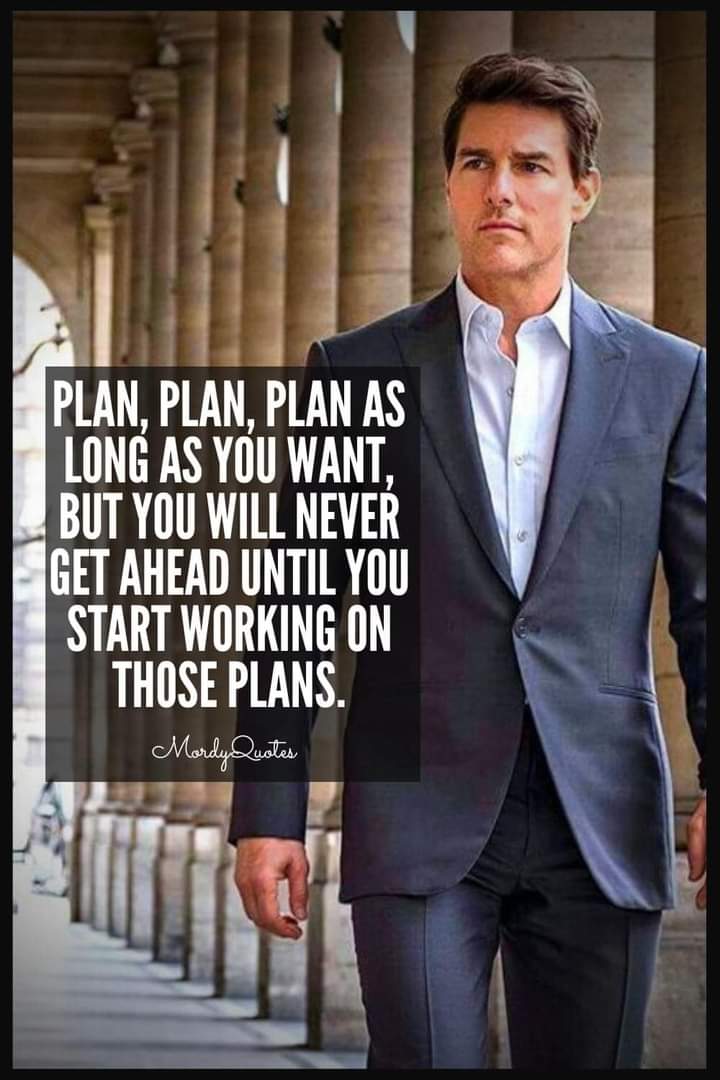 PLAN, PLAN, PLAN AS
LONG AS YOU WANT,
BUT YOU WILL NEVER
GET AHEAD UNTIL YOU
START WORKING ON
THOSE PLANS.
MordyQuotes